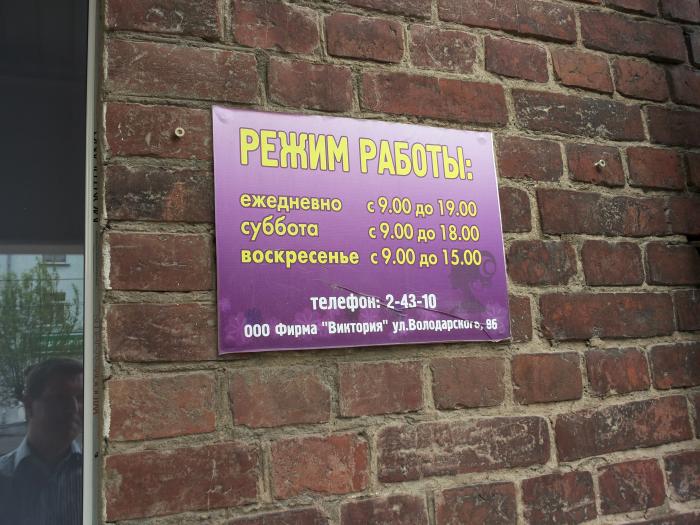 РЕЖИМ РАБОТЫ:
ежедневно с 9.00 до 19.00
суббота с 9.00 до 18.00
воскресенье с 9.00 до 15.00
телефон: 2-43-10
ООО Фирма "Виктория" ул.Володарского, 96